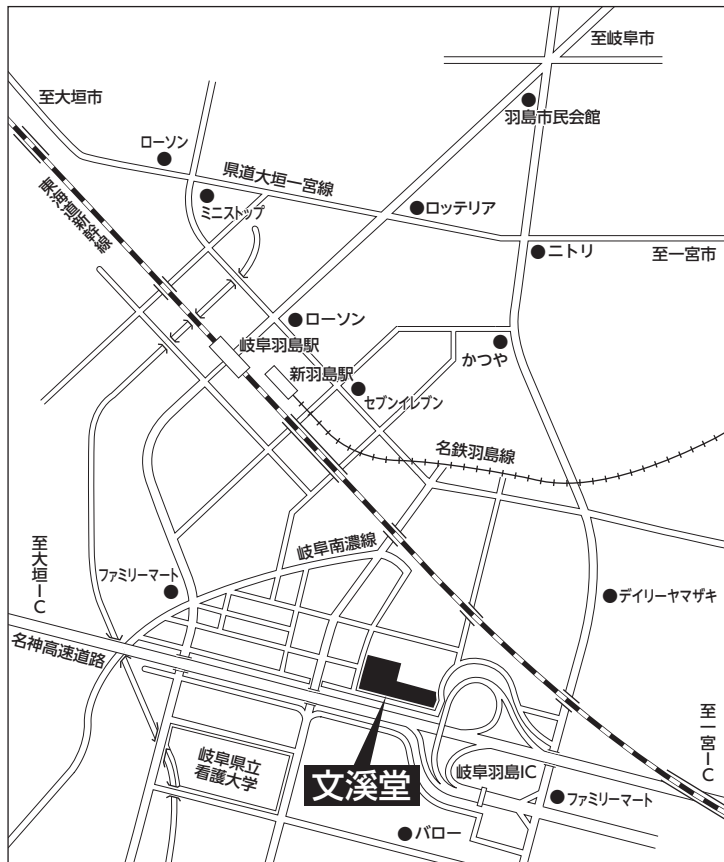 至岐阜市
至大垣市
羽島市民会館
ローソン
県道大垣一宮線
東海道新幹線
ミニストップ
ロッテリア
ニトリ
至一宮市
ローソン
岐阜羽島駅
かつや
新羽島駅
セブンイレブン
名鉄羽島線
岐阜南濃線
至大垣IC
ファミリーマート
デイリーヤマザキ
名神高速道路
至一宮IC
岐阜県立
看護大学
文溪堂
岐阜羽島IC
ファミリーマート
バロー